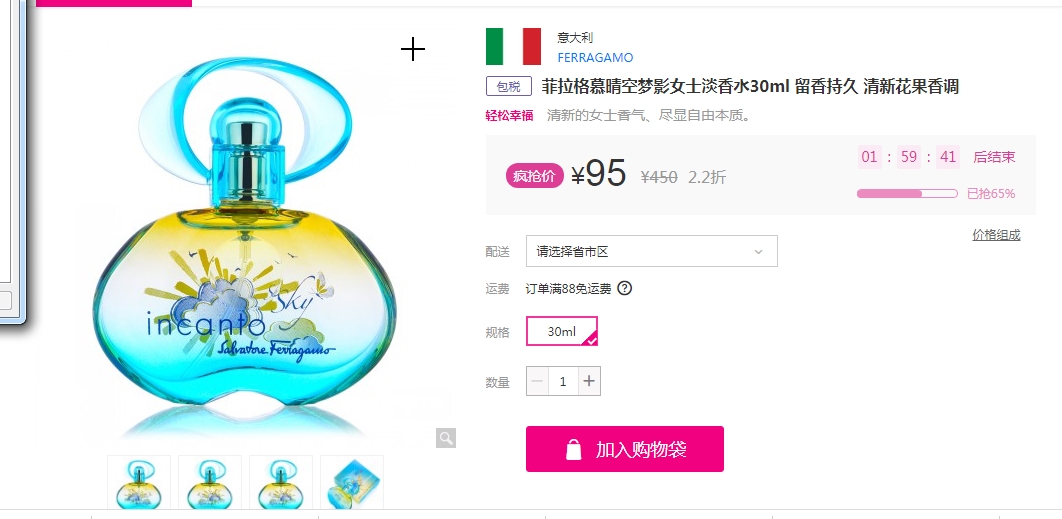 意大利
FERRAGAMO
包税 菲拉格慕晴空梦影女士淡香水30ml 留香持久 清新花果香调
轻松幸福 清新的女士香气、尽显自由本质。
疯抢价 ¥95 ¥450 2.2折
01 : 59 : 41 后结束
已抢65%
价格组成
配送 请选择省市区
运费 订单满88免运费 ?
规格 30ml
数量 － 1 +
加入购物袋
Sky
incanto
Salvatore Ferragamo